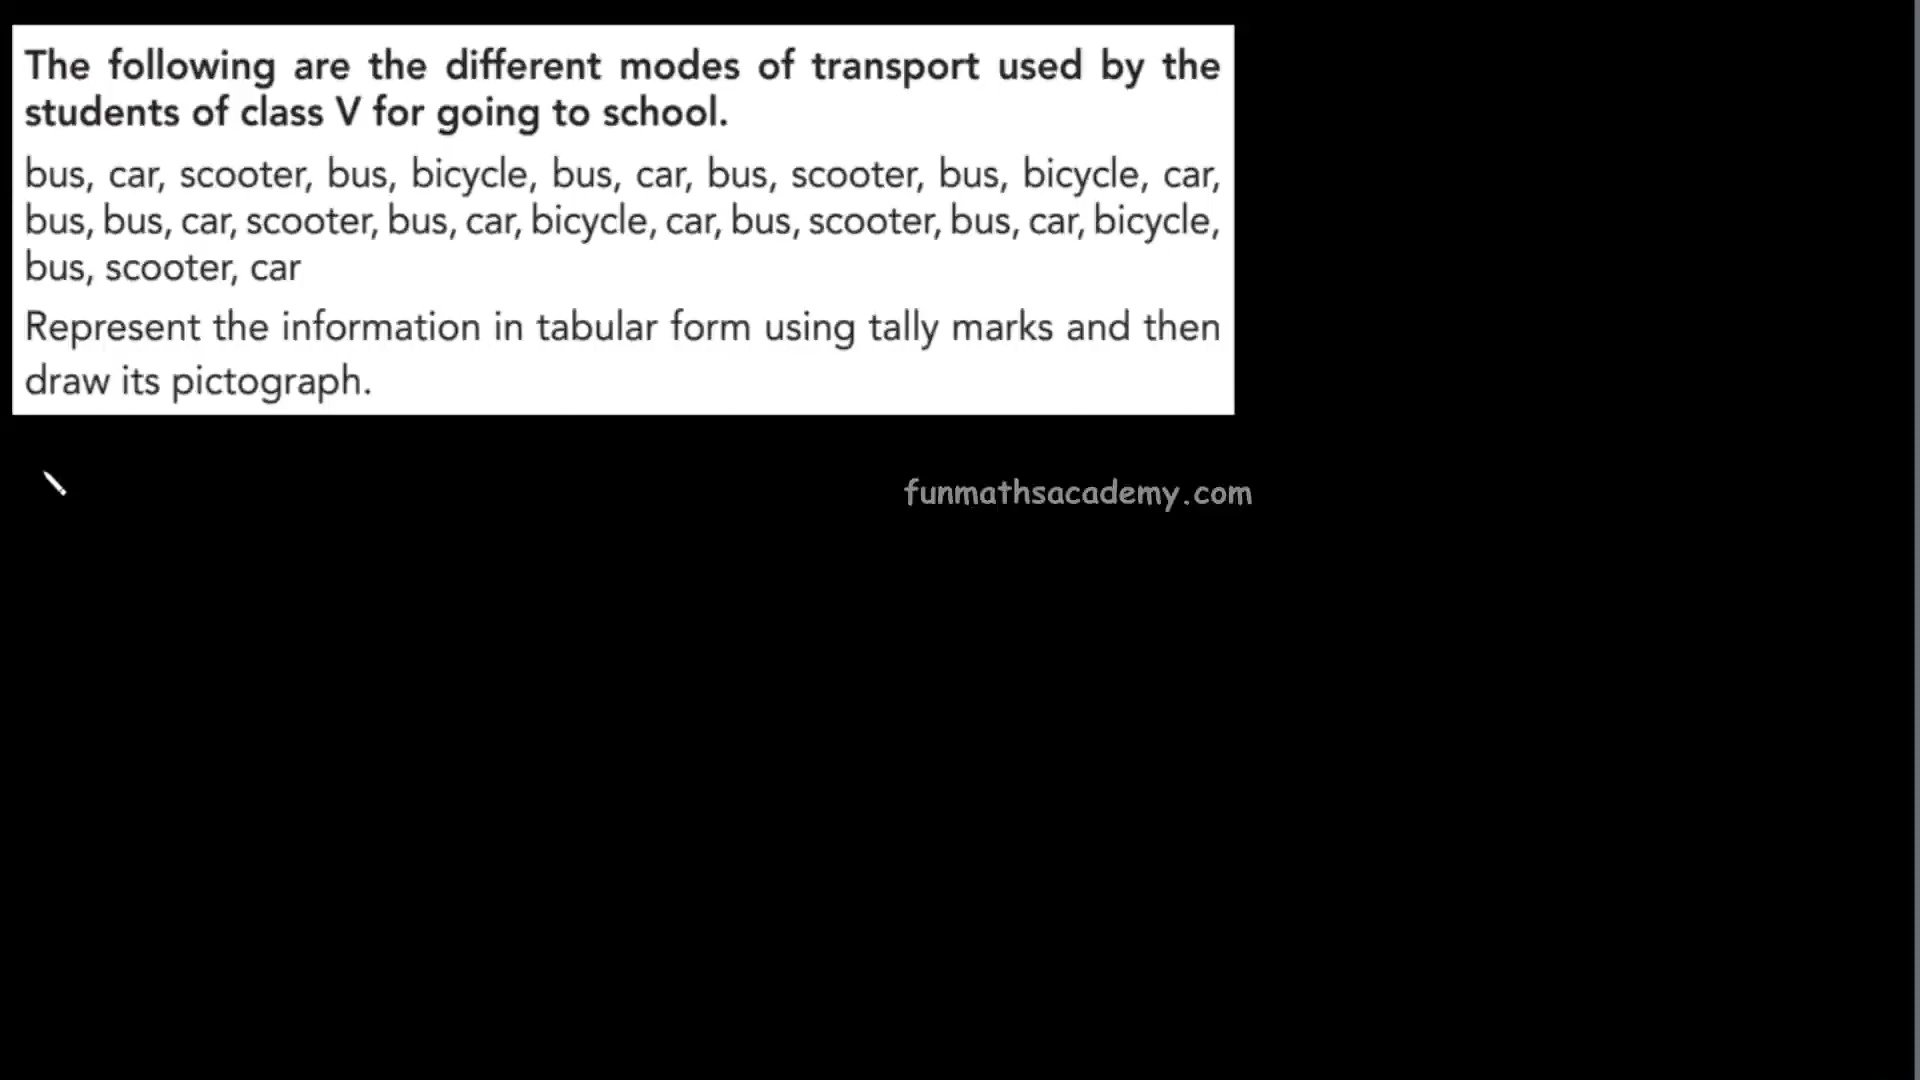 The following are the different modes of transport used by the
students of class V for going to school.
bus, car, scooter, bus, bicycle, bus, car, bus, scooter, bus, bicycle, car,
bus, bus, car, scooter, bus, car, bicycle, car, bus, scooter, bus, car, bicycle,
bus, scooter, car
Represent the information in tabular form using tally marks and then
draw its pictograph.
funmathsacademy.com